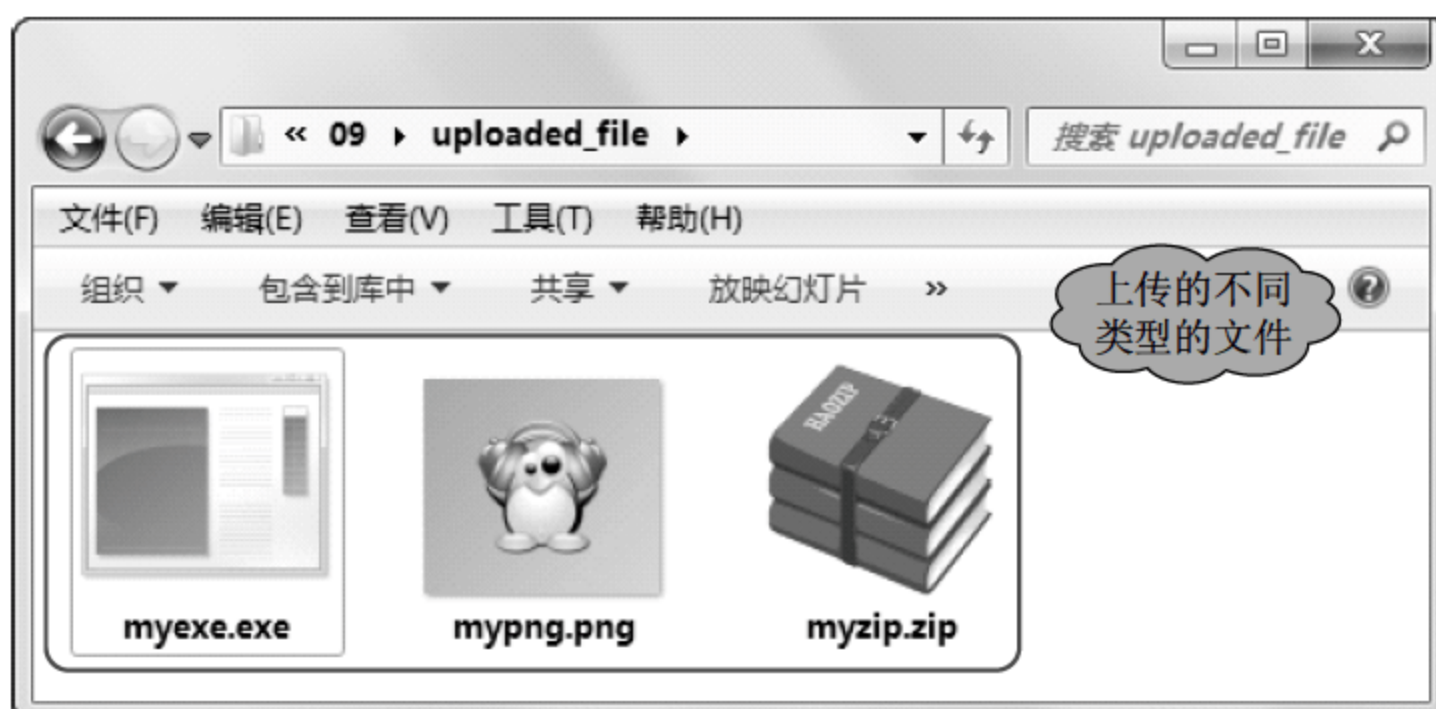 « 09 ▸ uploaded_file ▸
搜索 uploaded_file
文件(F) 编辑(E) 查看(V) 工具(T) 帮助(H)
组织 ▼ 包含到库中 ▼ 共享 ▼ 放映幻灯片 »
上传的不同
类型的文件
HAOZIP
myexe.exe mypng.png myzip.zip